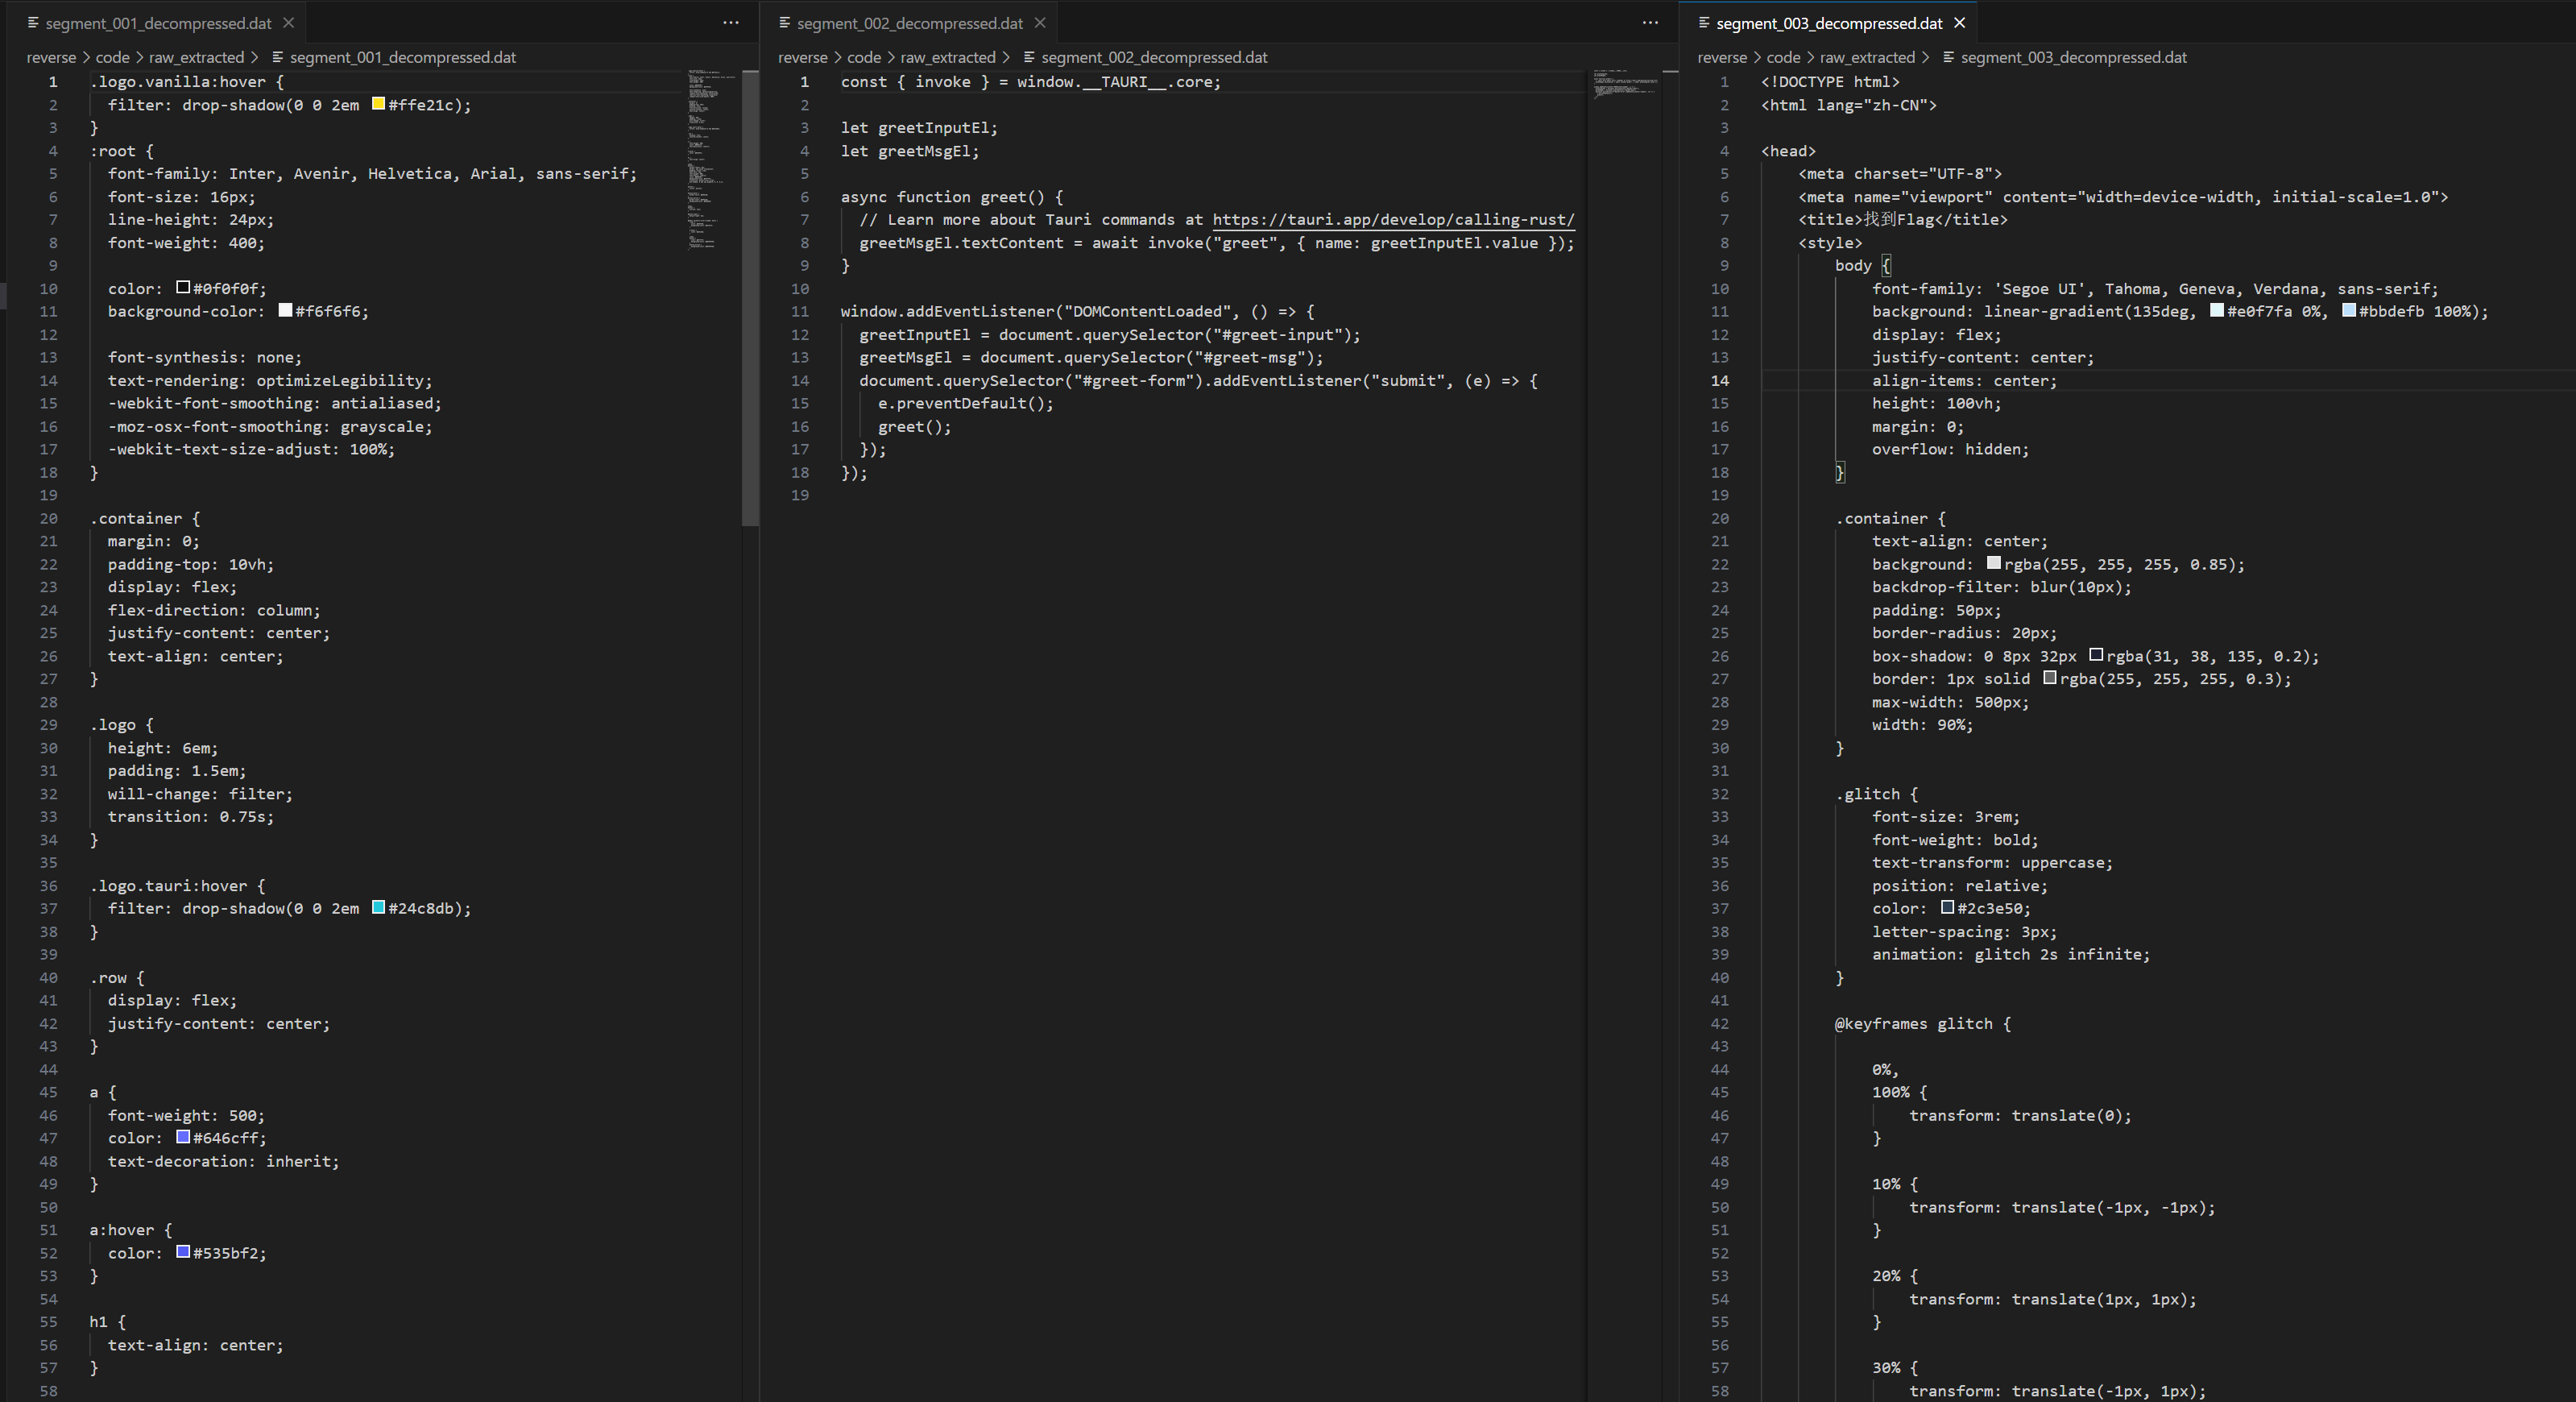 segment_001_decompressed.dat
reverse > code > raw_extracted > segment_001_decompressed.dat
1 .logo.vanilla:hover {
2 filter: drop-shadow(0 0 2em #ffe21c);
3 }
4 :root {
5 font-family: Inter, Avenir, Helvetica, Arial, sans-serif;
6 font-size: 16px;
7 line-height: 24px;
8 font-weight: 400;
9
10 color: #0f0f0f;
11 background-color: #f6f6f6;
12
13 font-synthesis: none;
14 text-rendering: optimizeLegibility;
15 -webkit-font-smoothing: antialiased;
16 -moz-osx-font-smoothing: grayscale;
17 -webkit-text-size-adjust: 100%;
18 }
19
20 .container {
21 margin: 0;
22 padding-top: 10vh;
23 display: flex;
24 flex-direction: column;
25 justify-content: center;
26 text-align: center;
27 }
28
29 .logo {
30 height: 6em;
31 padding: 1.5em;
32 will-change: filter;
33 transition: 0.75s;
34 }
35
36 .logo.tauri:hover {
37 filter: drop-shadow(0 0 2em #24c8db);
38 }
39
40 .row {
41 display: flex;
42 justify-content: center;
43 }
44
45 a {
46 font-weight: 500;
47 color: #646cff;
48 text-decoration: inherit;
49 }
50
51 a:hover {
52 color: #535bf2;
53 }
54
55 h1 {
56 text-align: center;
57 }
58
segment_002_decompressed.dat
reverse > code > raw_extracted > segment_002_decompressed.dat
1 const { invoke } = window.__TAURI__.core;
2
3 let greetInputEl;
4 let greetMsgEl;
5
6 async function greet() {
7 // Learn more about Tauri commands at https://tauri.app/develop/calling-rust/
8 greetMsgEl.textContent = await invoke("greet", { name: greetInputEl.value });
9 }
10
11 window.addEventListener("DOMContentLoaded", () => {
12 greetInputEl = document.querySelector("#greet-input");
13 greetMsgEl = document.querySelector("#greet-msg");
14 document.querySelector("#greet-form").addEventListener("submit", (e) => {
15 e.preventDefault();
16 greet();
17 });
18 });
19
segment_003_decompressed.dat
reverse > code > raw_extracted > segment_003_decompressed.dat
1 <!DOCTYPE html>
2 <html lang="zh-CN">
3
4 <head>
5 <meta charset="UTF-8">
6 <meta name="viewport" content="width=device-width, initial-scale=1.0">
7 <title>找到Flag</title>
8 <style>
9 body {
10 font-family: 'Segoe UI', Tahoma, Geneva, Verdana, sans-serif;
11 background: linear-gradient(135deg, #e0f7fa 0%, #bbdefb 100%);
12 display: flex;
13 justify-content: center;
14 align-items: center;
15 height: 100vh;
16 margin: 0;
17 overflow: hidden;
18 }
19
20 .container {
21 text-align: center;
22 background: rgba(255, 255, 255, 0.85);
23 backdrop-filter: blur(10px);
24 padding: 50px;
25 border-radius: 20px;
26 box-shadow: 0 8px 32px rgba(31, 38, 135, 0.2);
27 border: 1px solid rgba(255, 255, 255, 0.3);
28 max-width: 500px;
29 width: 90%;
30 }
31
32 .glitch {
33 font-size: 3rem;
34 font-weight: bold;
35 text-transform: uppercase;
36 position: relative;
37 color: #2c3e50;
38 letter-spacing: 3px;
39 animation: glitch 2s infinite;
40 }
41
42 @keyframes glitch {
43
44 0%,
45 100% {
46 transform: translate(0);
47 }
48
49 10% {
50 transform: translate(-1px, -1px);
51 }
52
53 20% {
54 transform: translate(1px, 1px);
55 }
56
57 30% {
58 transform: translate(-1px, 1px);